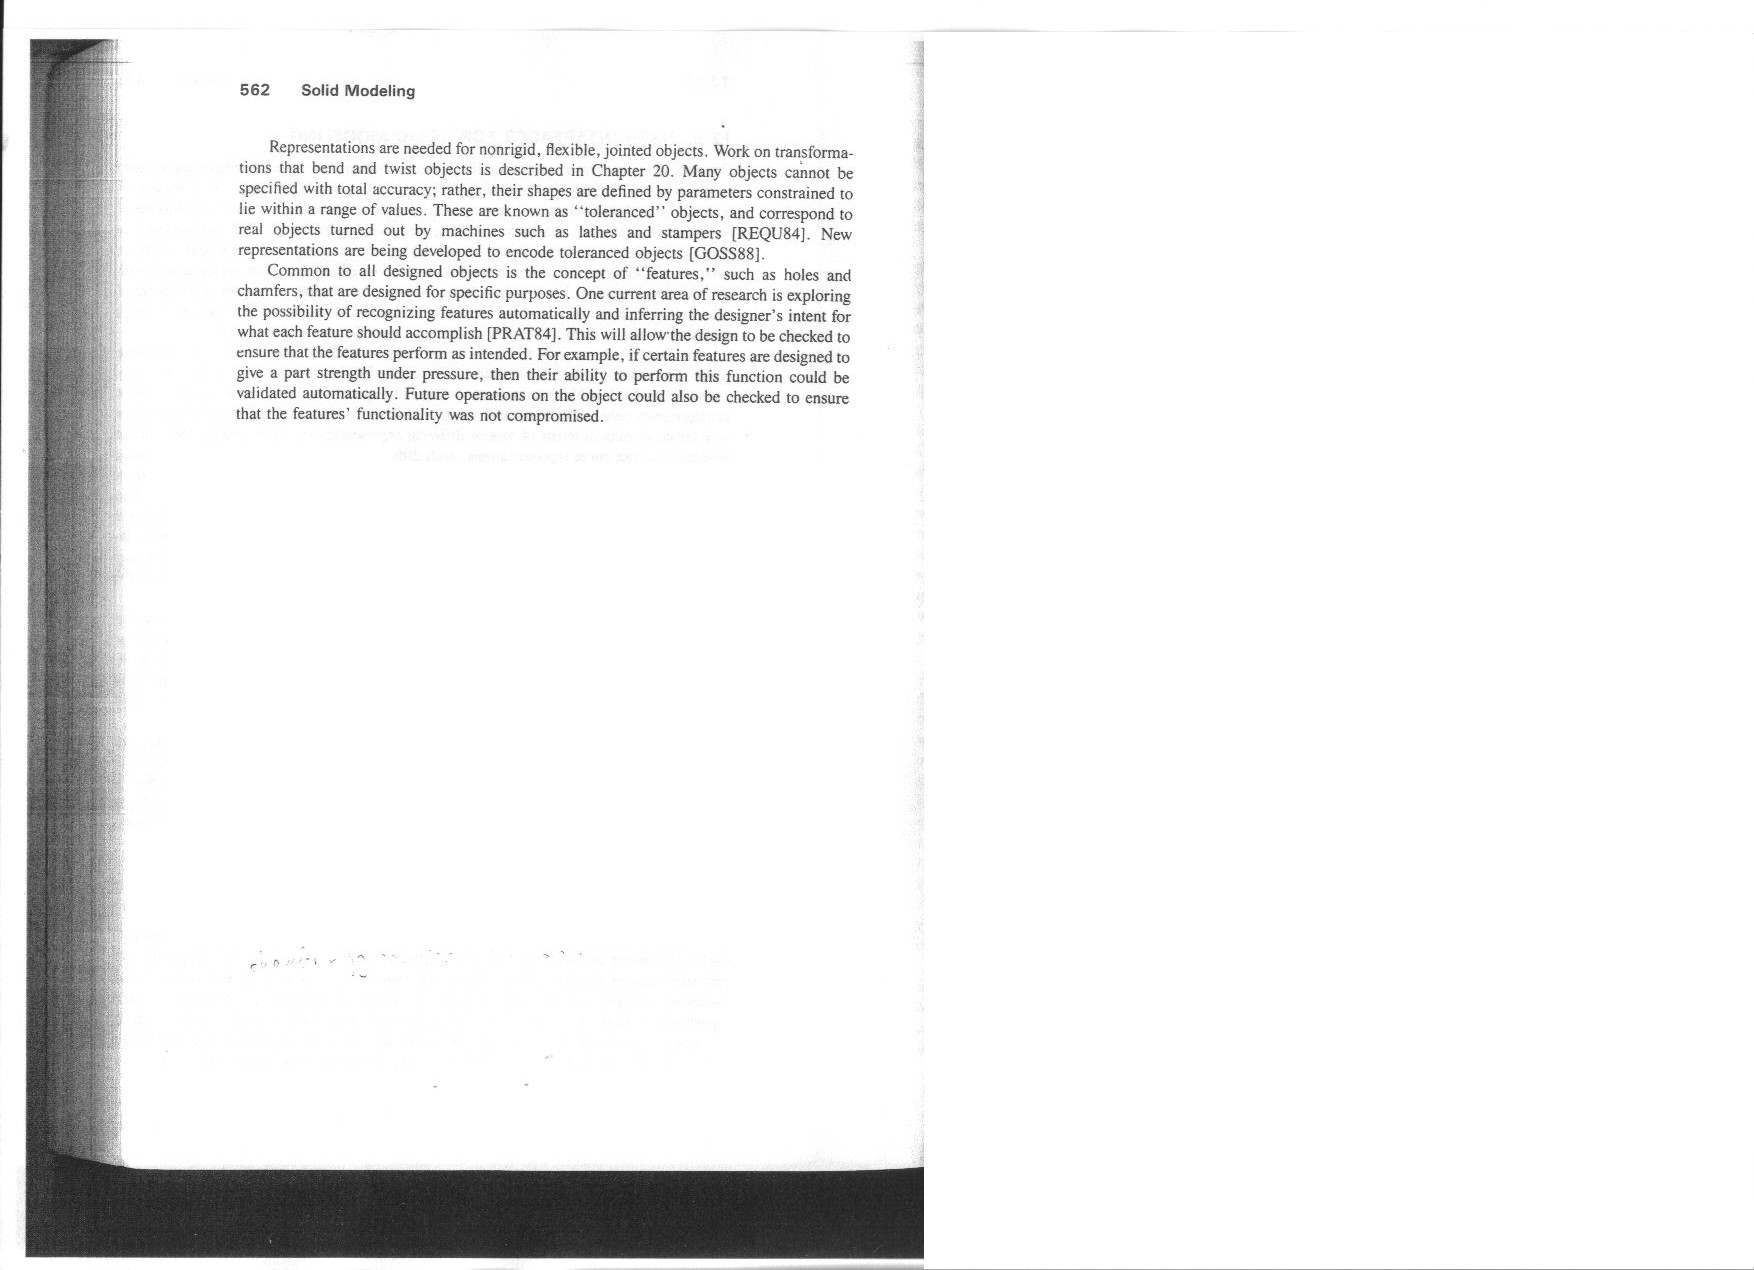 562 Solid Modeling
Representations are needed for nonrigid, flexible, jointed objects. Work on transforma-
tions that bend and twist objects is described in Chapter 20. Many objects cannot be
specified with total accuracy; rather, their shapes are defined by parameters constrained to
lie within a range of values. These are known as ‘‘toleranced’’ objects, and correspond to
real objects turned out by machines such as lathes and stampers [REQU84]. New
representations are being developed to encode toleranced objects [GOSS88].
Common to all designed objects is the concept of ‘‘features,’’ such as holes and
chamfers, that are designed for specific purposes. One current area of research is exploring
the possibility of recognizing features automatically and inferring the designer's intent for
what each feature should accomplish [PRAT84]. This will allow the design to be checked to
ensure that the features perform as intended. For example, if certain features are designed to
give a part strength under pressure, then their ability to perform this function could be
validated automatically. Future operations on the object could also be checked to ensure
that the features' functionality was not compromised.